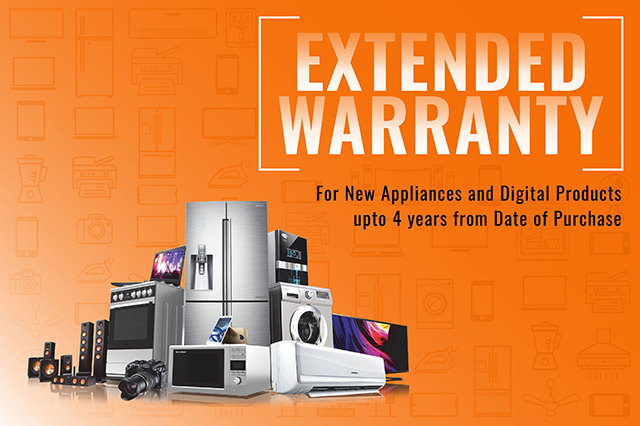 EXTENDED
WARRANTY
For New Appliances and Digital Products
upto 4 years from Date of Purchase